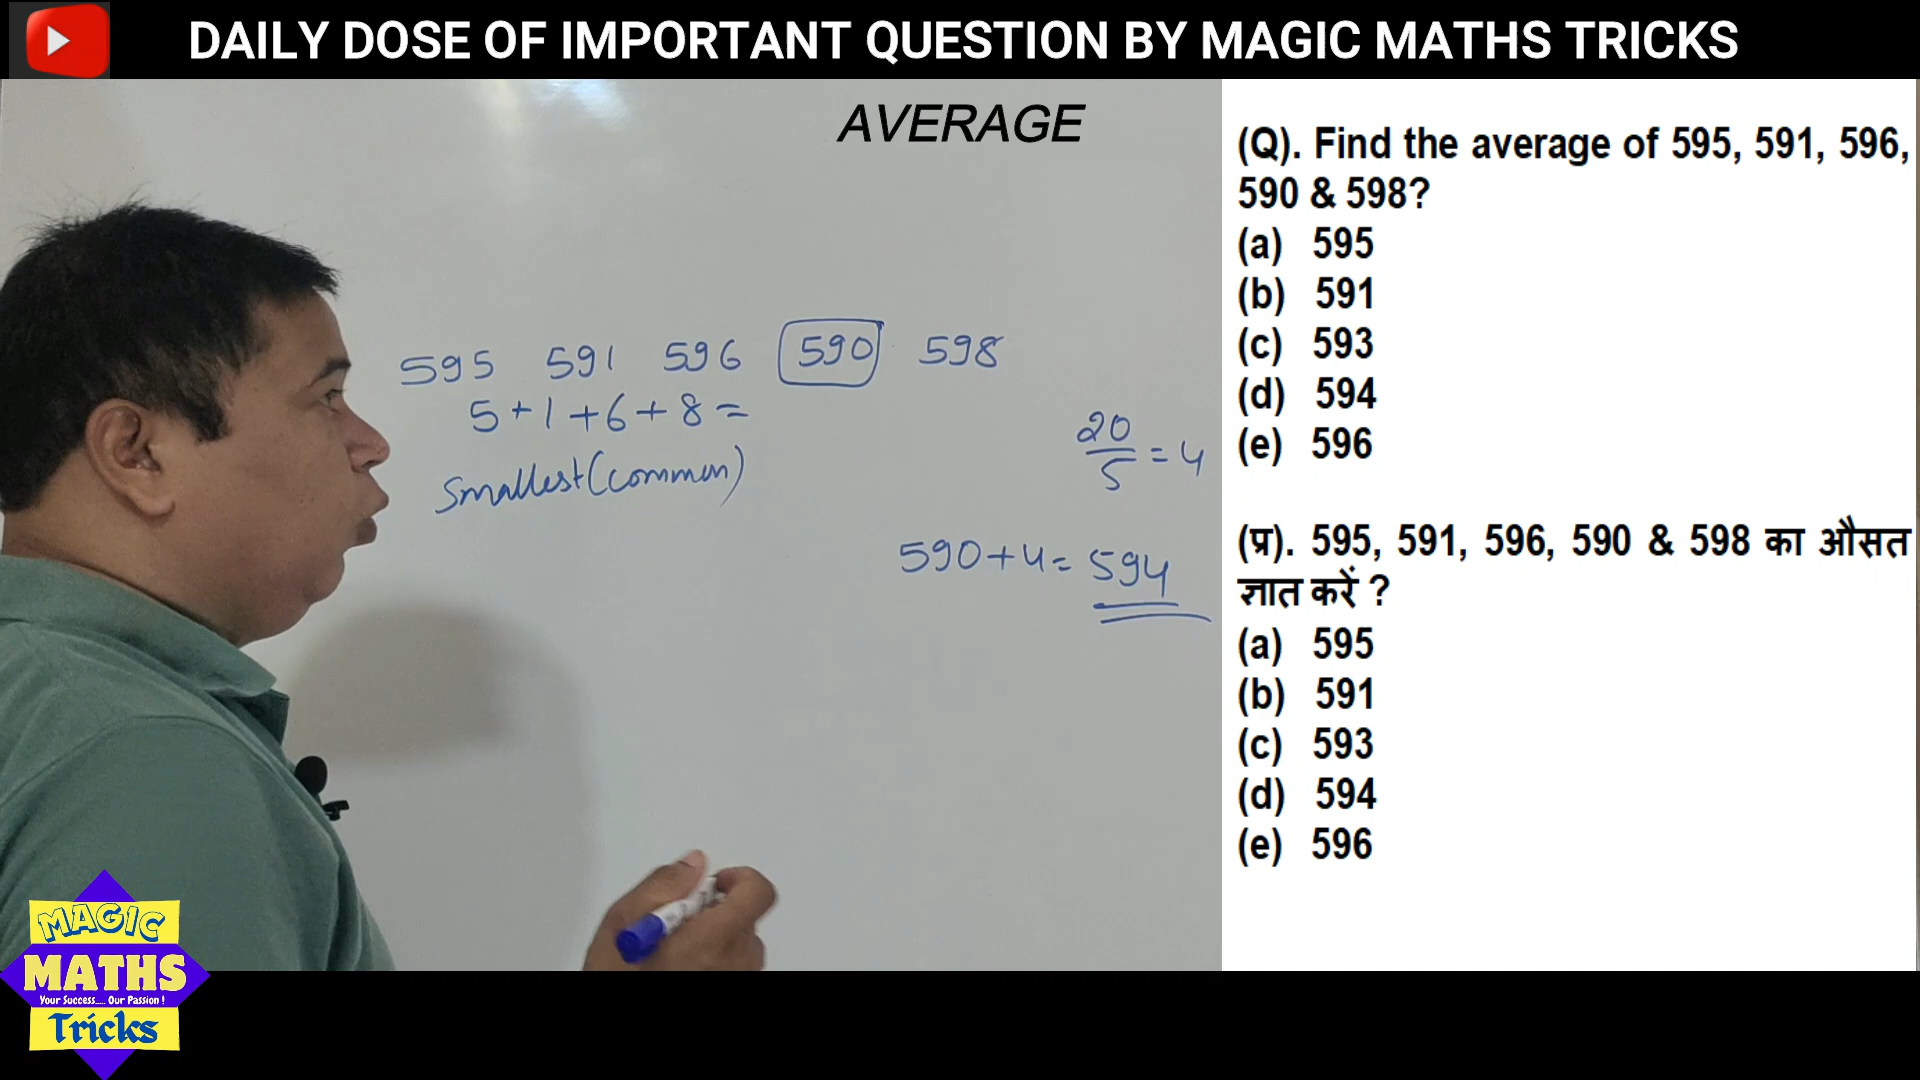 DAILY DOSE OF IMPORTANT QUESTION BY MAGIC MATHS TRICKS
AVERAGE
595 591 596 590 598
5+1+6+8=
Smallest(common)
20
5
=4
590+4=594
(Q). Find the average of 595, 591, 596,
590 & 598?
(a) 595
(b) 591
(c) 593
(d) 594
(e) 596
(प्र). 595, 591, 596, 590 & 598 का औसत
ज्ञात करें ?
(a) 595
(b) 591
(c) 593
(d) 594
(e) 596
MAGIC
MATHS
Your Success.... Our Passion !
Tricks